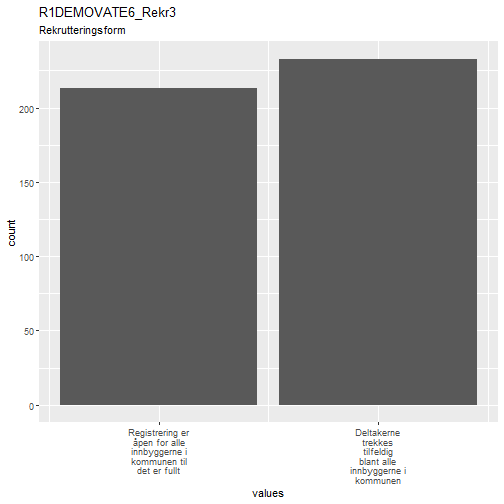 R1DEMOVATE6_Rekr3
Rekrutteringsform
count
200
150
100
50
0
Registrering er
åpen for alle
innbyggerne i
kommunen til
det er fullt
Deltakerne
trekkes
tilfeldig
blant alle
innbyggerne i
kommunen
values